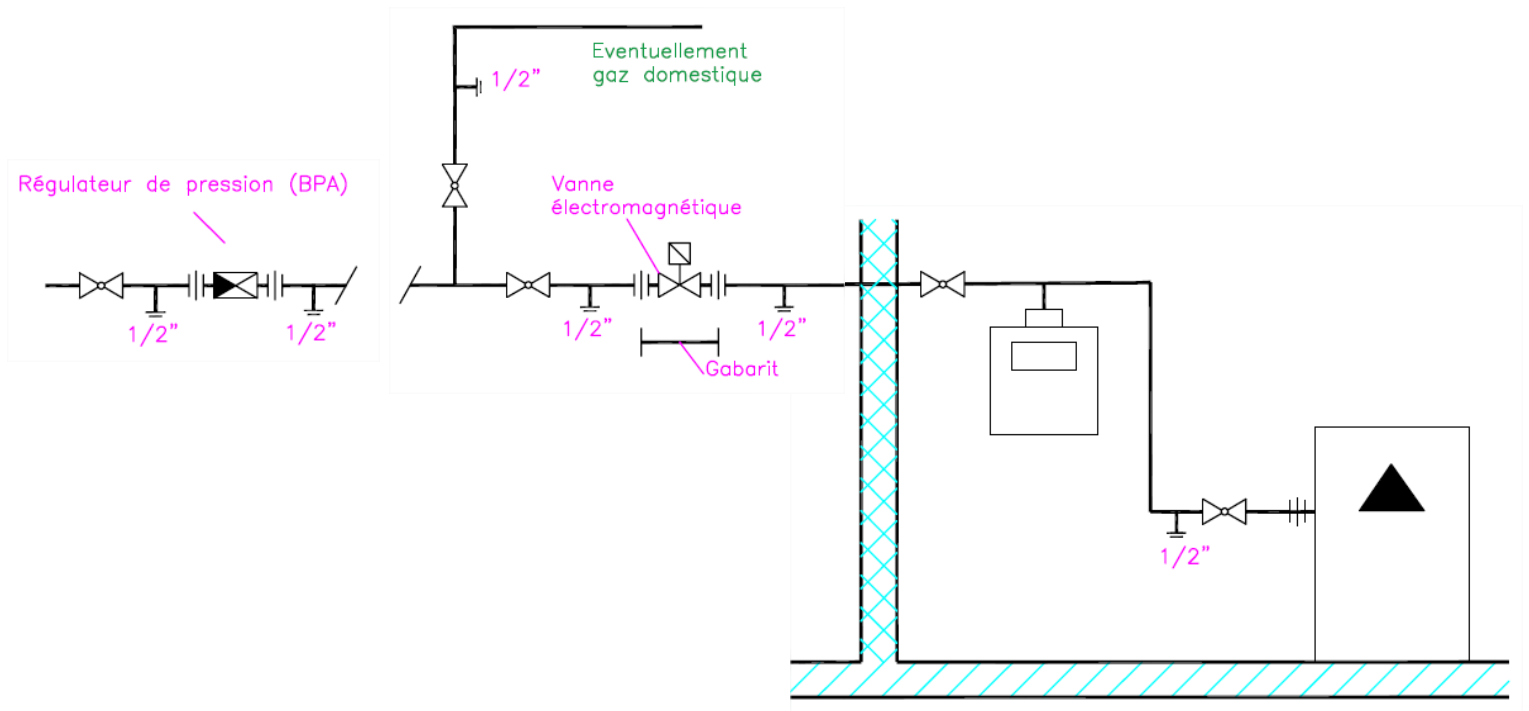 Eventuellement
gaz domestique
1/2"
Régulateur de pression (BPA)
Vanne
électromagnétique
1/2"
1/2"
1/2"
1/2"
Gabarit
1/2"